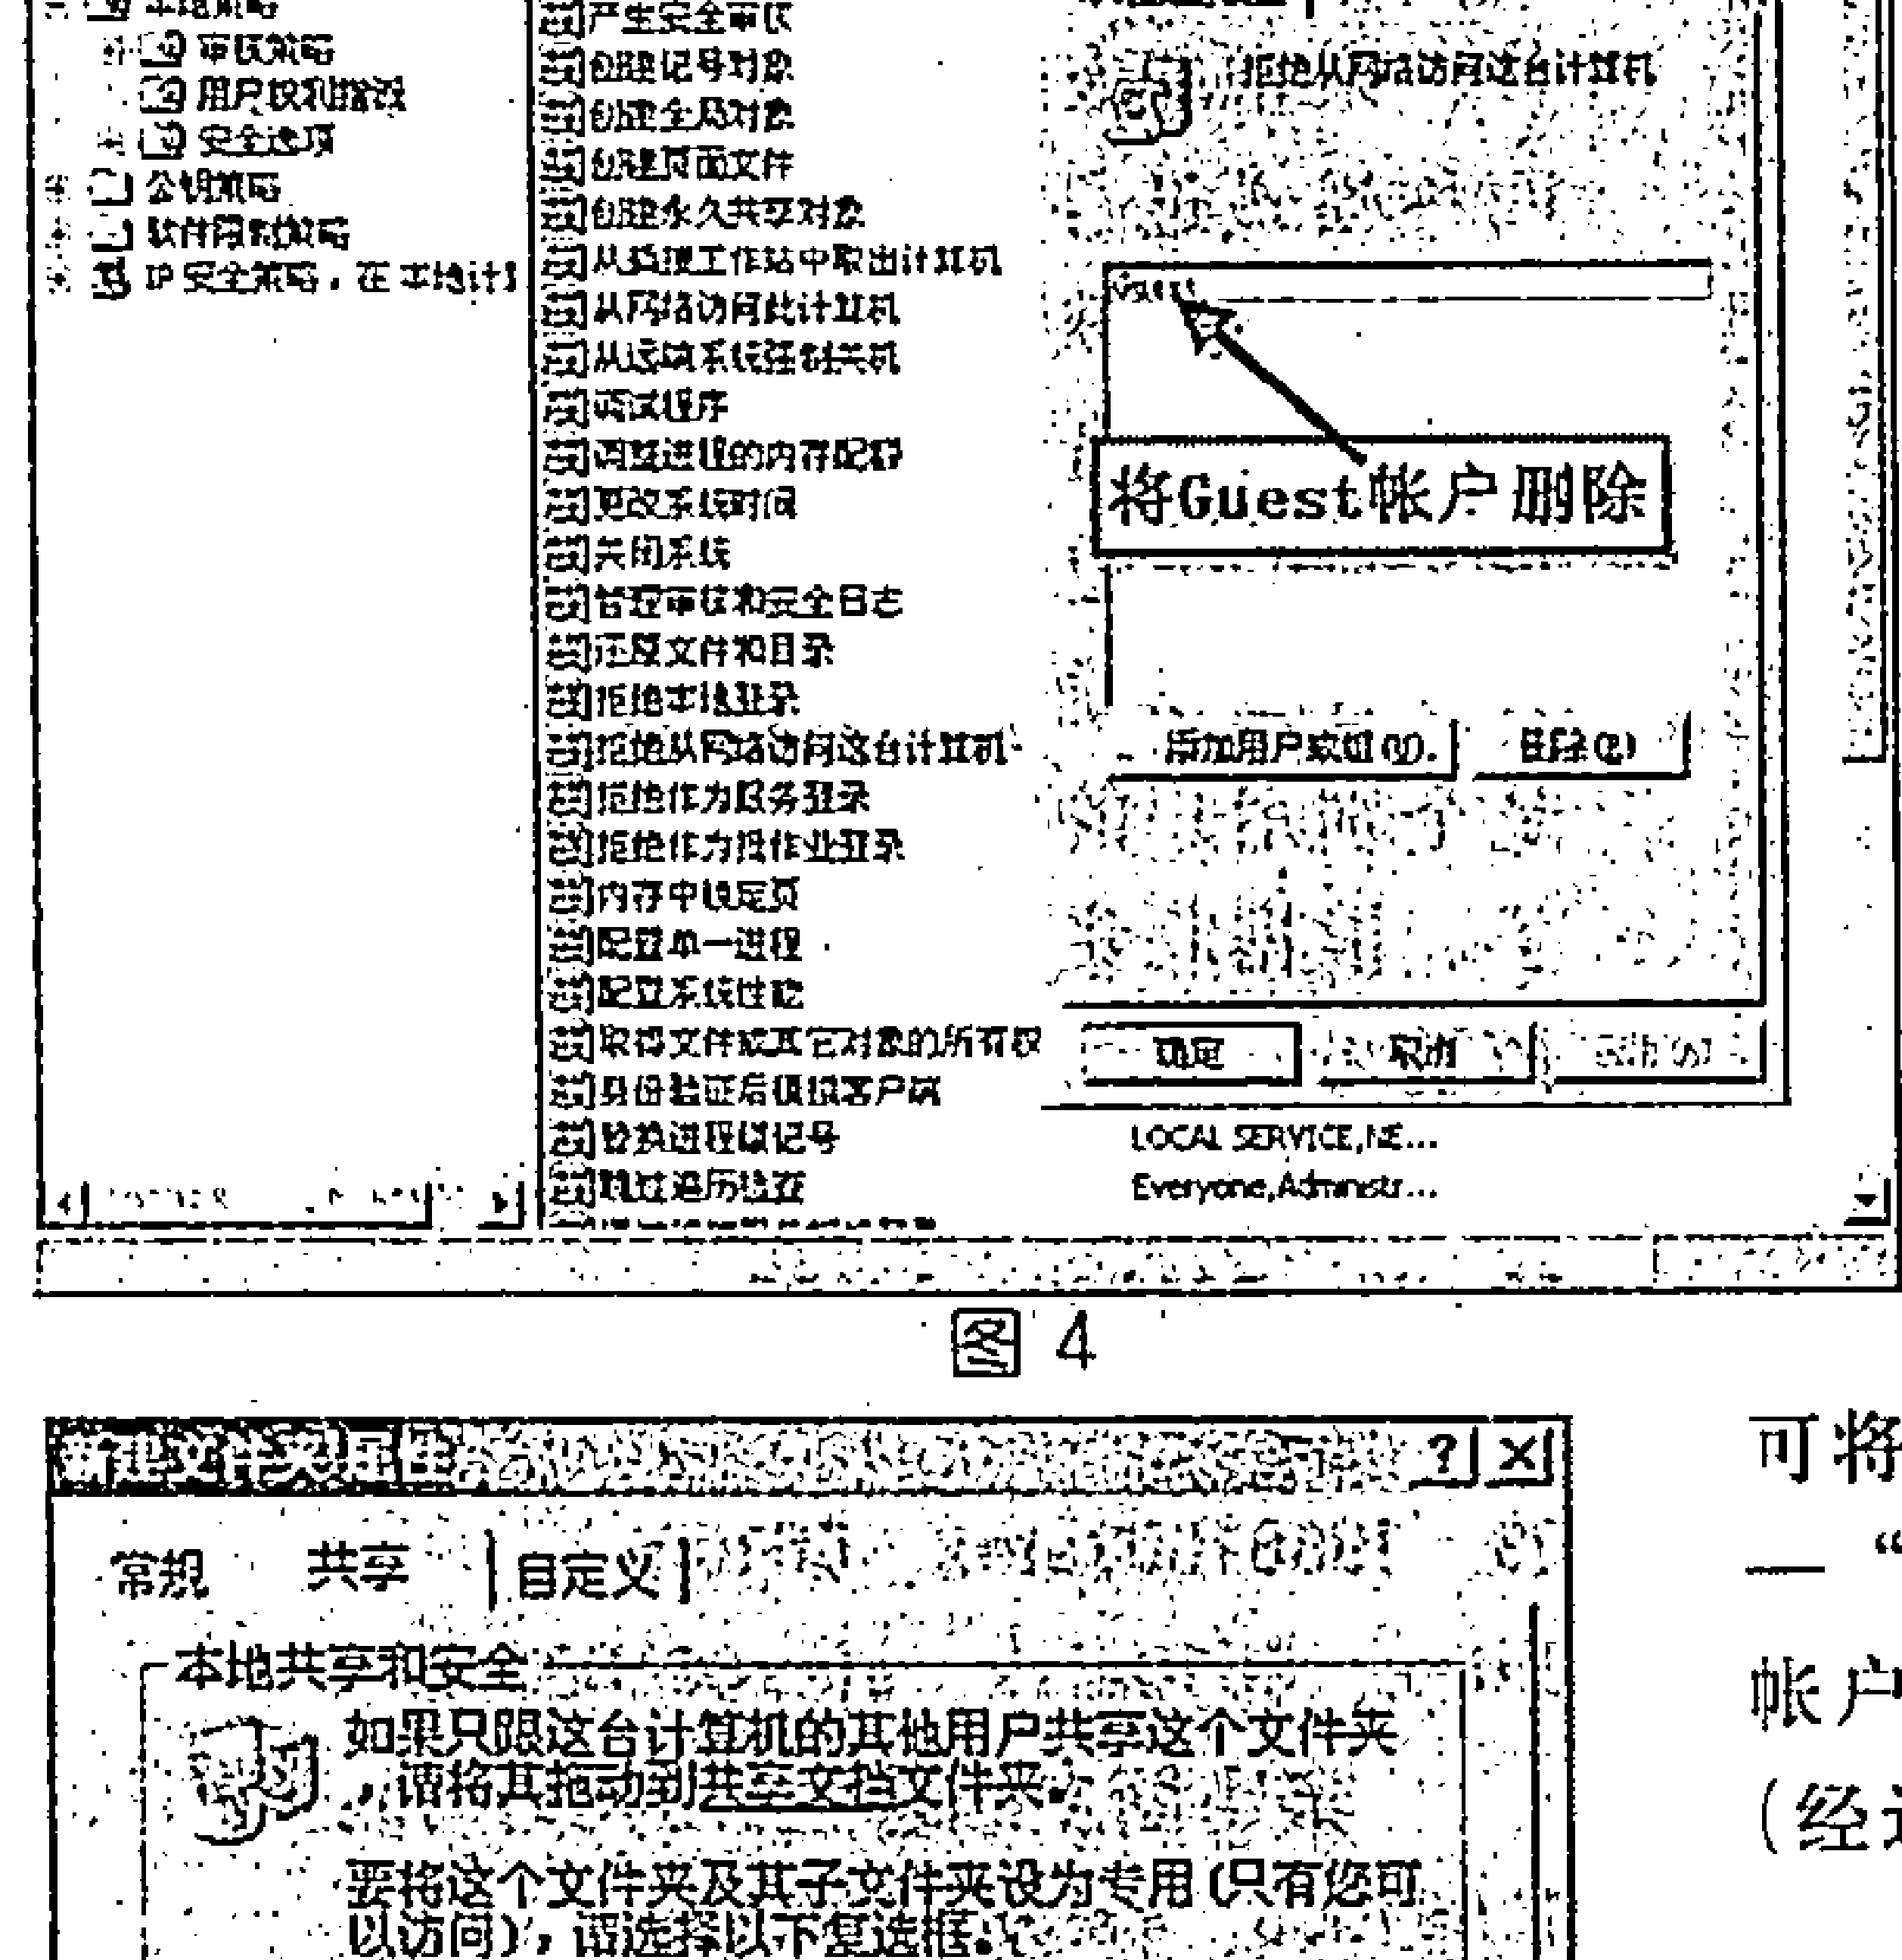 本地策略
审核策略
用户权利指派
安全选项
公钥策略
软件限制策略
IP 安全策略，在 本地计
产生安全审核
创建记号对象
创建全局对象
创建页面文件
创建永久共享对象
从插接工作站中取出计算机
从网络访问此计算机
从远端系统强制关机
调试程序
调整进程的内存配额
更改系统时间
关闭系统
管理审核和安全日志
还原文件和目录
拒绝本地登录
拒绝从网络访问这台计算机
拒绝作为服务登录
拒绝作为批作业登录
内存中锁定页
配置单一进程
配置系统性能
取得文件或其它对象的所有权
身份验证后模拟客户端
替换进程级记号
跳过遍历检查
拒绝从网络访问这台计算机
Guest
将Guest帐户删除
添加用户或组(U).
删除(R)
确定
取消
应用(A)
LOCAL SERVICE,NE...
Everyone,Administr...
图 4
新建文件夹 属性
常规 共享 自定义
本地共享和安全
如果只限这台计算机的其他用户共享这个文件夹
，请将其拖动到共享文档文件夹。
要将这个文件夹及其子文件夹设为专用(只有您可
以访问)，请选择以下复选框。
可将
— “
帐户
(经